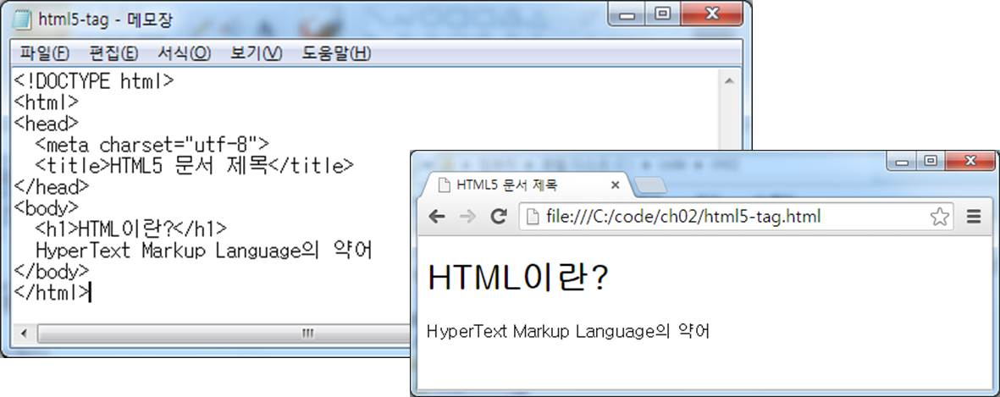 html5-tag - 메모장
파일(F) 편집(E) 서식(O) 보기(V) 도움말(H)
<!DOCTYPE html>
<html>
<head>
<meta charset="utf-8">
<title>HTML5 문서 제목</title>
</head>
<body>
<h1>HTML이란?</h1>
HyperText Markup Language의 약어
</body>
</html>
HTML5 문서 제목
file:///C:/code/ch02/html5-tag.html
HTML이란?
HyperText Markup Language의 약어